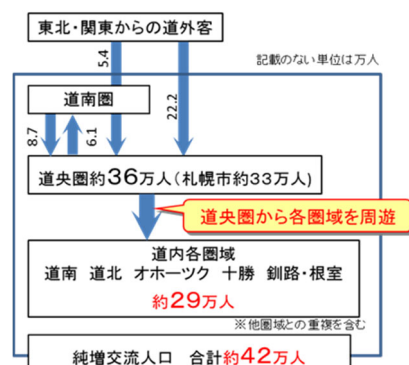 東北・関東からの道外客
記載のない単位は万人
5.4
22.2
道南圏
8.7
6.1
道央圏約36万人(札幌市約33万人)
道央圏から各圏域を周遊
道内各圏域
道南 道北 オホーツク 十勝 釧路・根室
約29万人
※他圏域との重複を含む
純増交流人口 合計約42万人